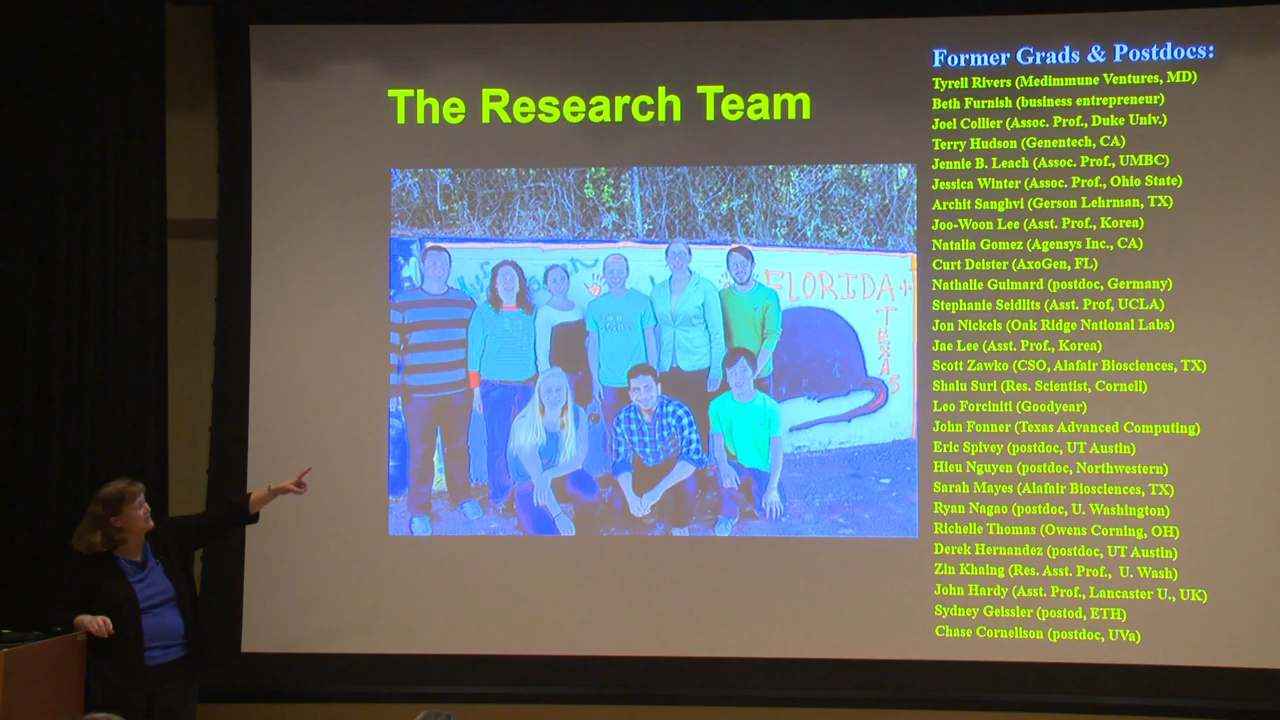 The Research Team
FLORIDA+
TEXAS
Former Grads & Postdocs:
Tyrell Rivers (Medimmune Ventures, MD)
Beth Furnish (business entrepreneur)
Joel Collier (Assoc. Prof., Duke Univ.)
Terry Hudson (Genentech, CA)
Jennie B. Leach (Assoc. Prof., UMBC)
Jessica Winter (Assoc. Prof., Ohio State)
Archit Sanghvi (Gerson Lehrman, TX)
Joo-Woon Lee (Asst. Prof., Korea)
Natalia Gomez (Agensys Inc., CA)
Curt Deister (AxoGen, FL)
Nathalie Guimard (postdoc, Germany)
Stephanie Seidlits (Asst. Prof, UCLA)
Jon Nickels (Oak Ridge National Labs)
Jae Lee (Asst. Prof., Korea)
Scott Zawko (CSO, Alafair Biosciences, TX)
Shalu Suri (Res. Scientist, Cornell)
Leo Forciniti (Goodyear)
John Fonner (Texas Advanced Computing)
Eric Spivey (postdoc, UT Austin)
Hieu Nguyen (postdoc, Northwestern)
Sarah Mayes (Alafair Biosciences, TX)
Ryan Nagao (postdoc, U. Washington)
Richelle Thomas (Owens Corning, OH)
Derek Hernandez (postdoc, UT Austin)
Zin Khaing (Res. Asst. Prof., U. Wash)
John Hardy (Asst. Prof., Lancaster U., UK)
Sydney Geissler (postod, ETH)
Chase Cornelison (postdoc, UVa)